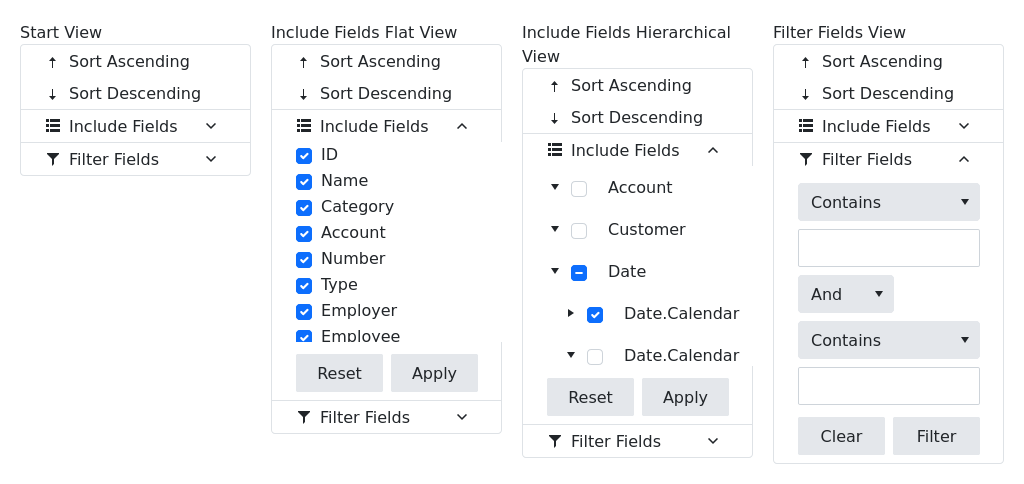 Start View
Sort Ascending
Sort Descending
Include Fields
Filter Fields
Include Fields Flat View
Sort Ascending
Sort Descending
Include Fields
ID
Name
Category
Account
Number
Type
Employer
Employee
Reset Apply
Filter Fields
Include Fields Hierarchical
View
Sort Ascending
Sort Descending
Include Fields
Account
Customer
Date
Date.Calendar
Date.Calendar
Reset Apply
Filter Fields
Filter Fields View
Sort Ascending
Sort Descending
Include Fields
Filter Fields
Contains
And
Contains
Clear Filter